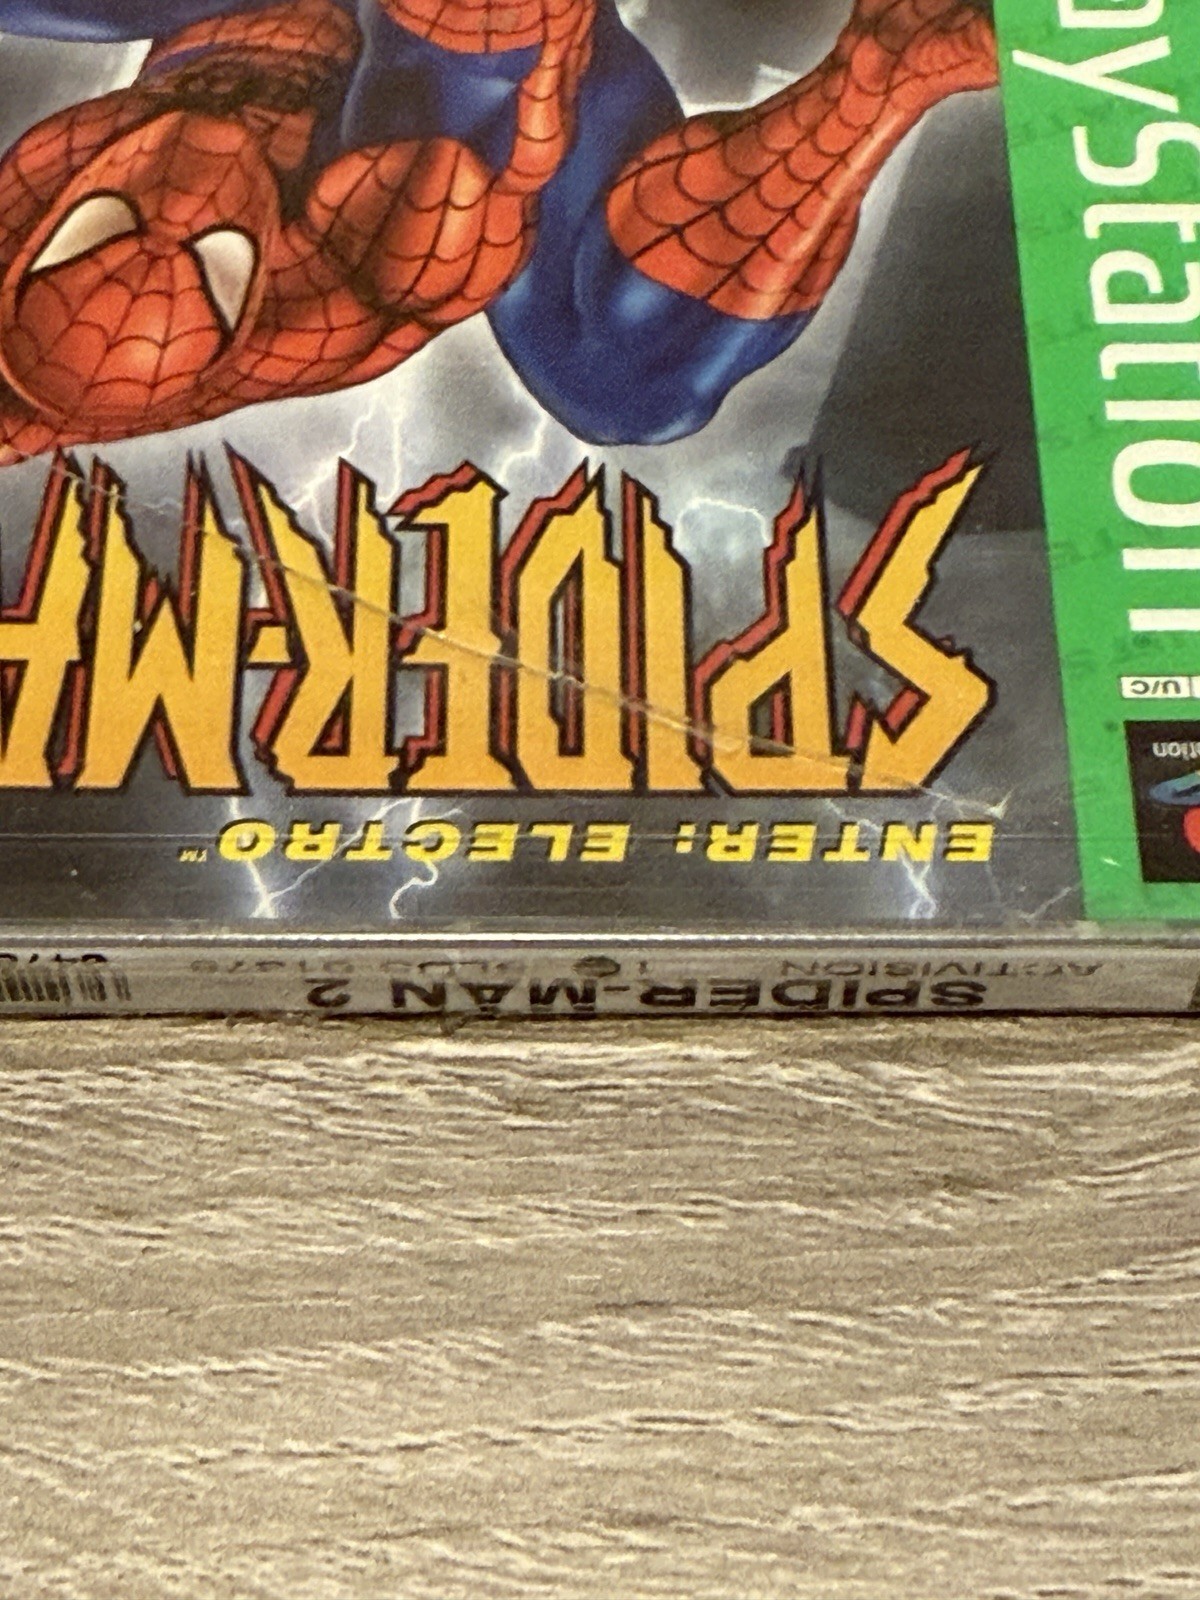 PlayStation
U/C
SPIDER-MA
ENTER: ELECTRO™
SPIDER-MAN 2
ACTIVISION